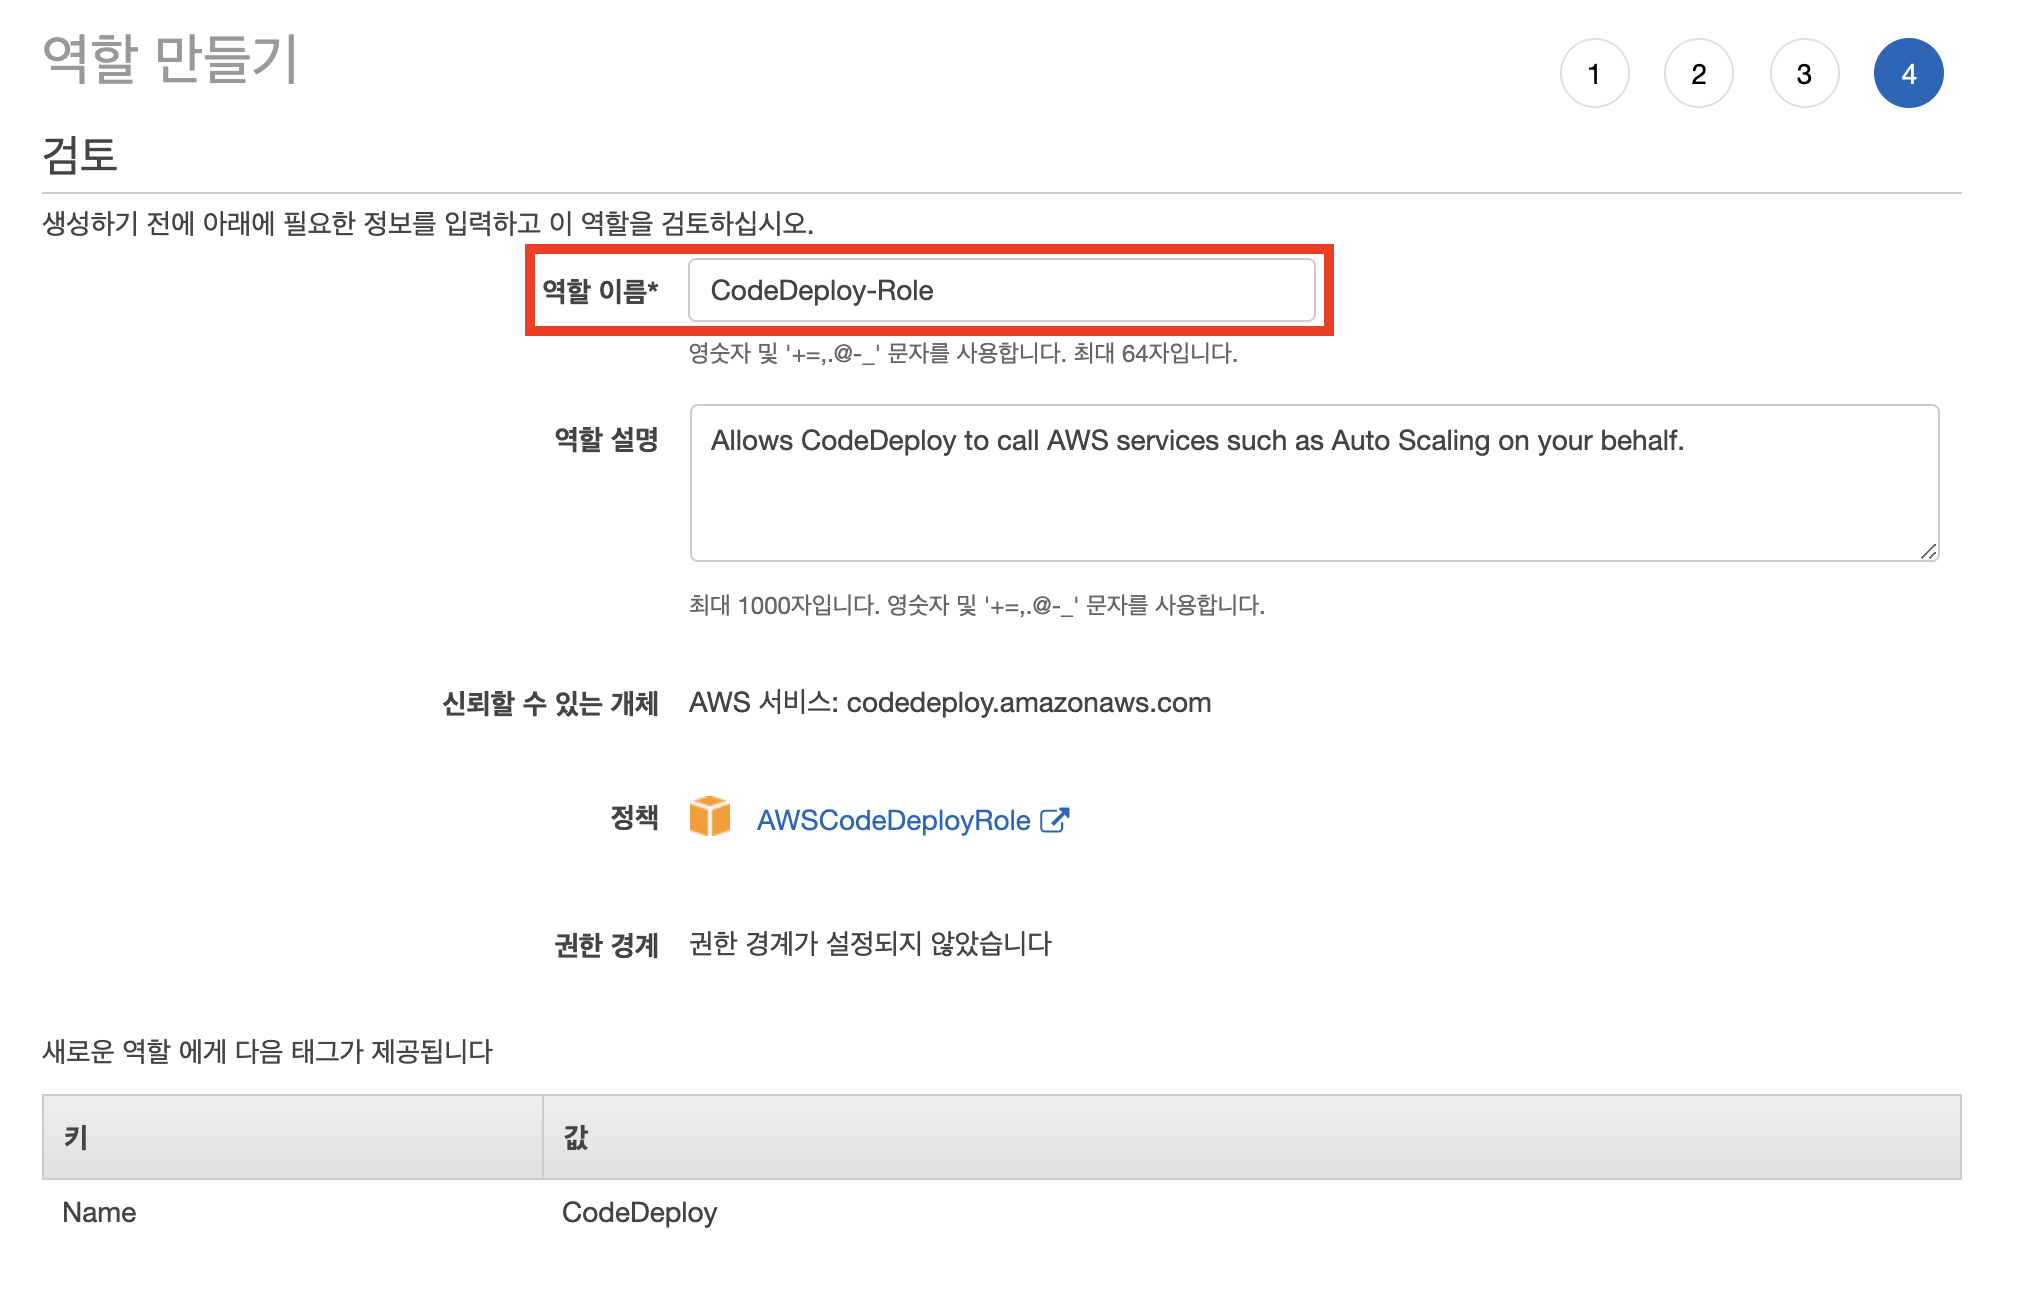 역할 만들기
1 2 3 4
검토
생성하기 전에 아래에 필요한 정보를 입력하고 이 역할을 검토하십시오.
역할 이름* CodeDeploy-Role
영숫자 및 '+=,.@-_' 문자를 사용합니다. 최대 64자입니다.
역할 설명 Allows CodeDeploy to call AWS services such as Auto Scaling on your behalf.
최대 1000자입니다. 영숫자 및 '+=,.@-_' 문자를 사용합니다.
신뢰할 수 있는 개체 AWS 서비스: codedeploy.amazonaws.com
정책 AWSCodeDeployRole
권한 경계 권한 경계가 설정되지 않았습니다
새로운 역할 에게 다음 태그가 제공됩니다
키 값
Name CodeDeploy